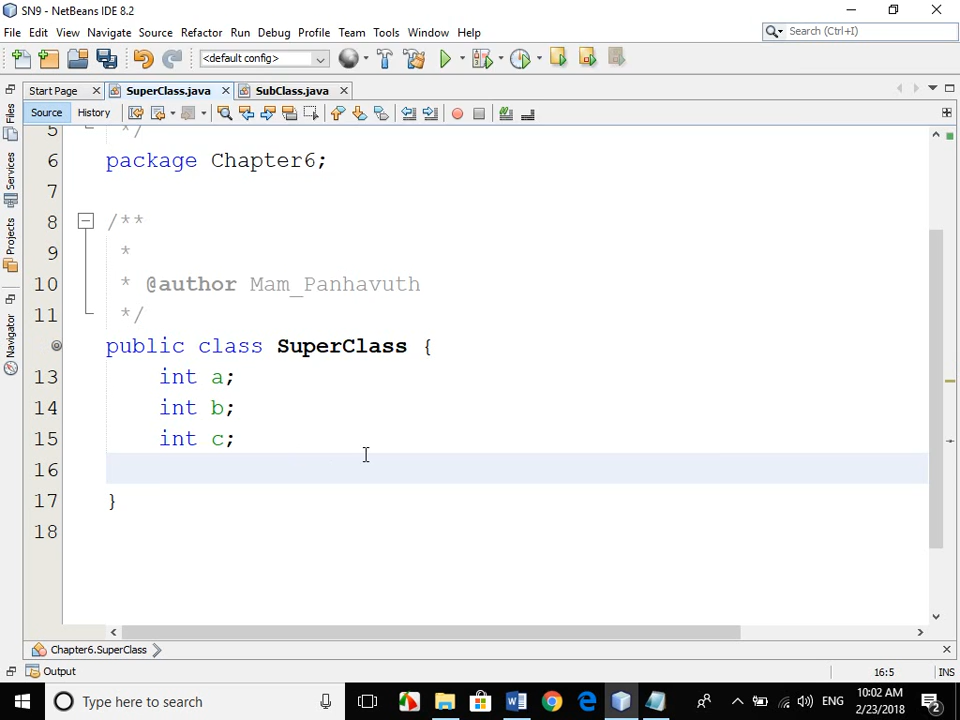 SN9 - NetBeans IDE 8.2
File Edit View Navigate Source Refactor Run Debug Profile Team Tools Window Help
Search (Ctrl+I)
<default config>
Start Page SuperClass.java SubClass.java
Source History
Files
Services
Projects
Navigator
5 */
6 package Chapter6;
7
8 /**
9 *
10 * @author Mam_Panhavuth
11 */
public class SuperClass {
13 int a;
14 int b;
15 int c;
16
17 }
18
Chapter6.SuperClass
Output
16:5 INS
Type here to search
ENG
10:02 AM
2/23/2018
2